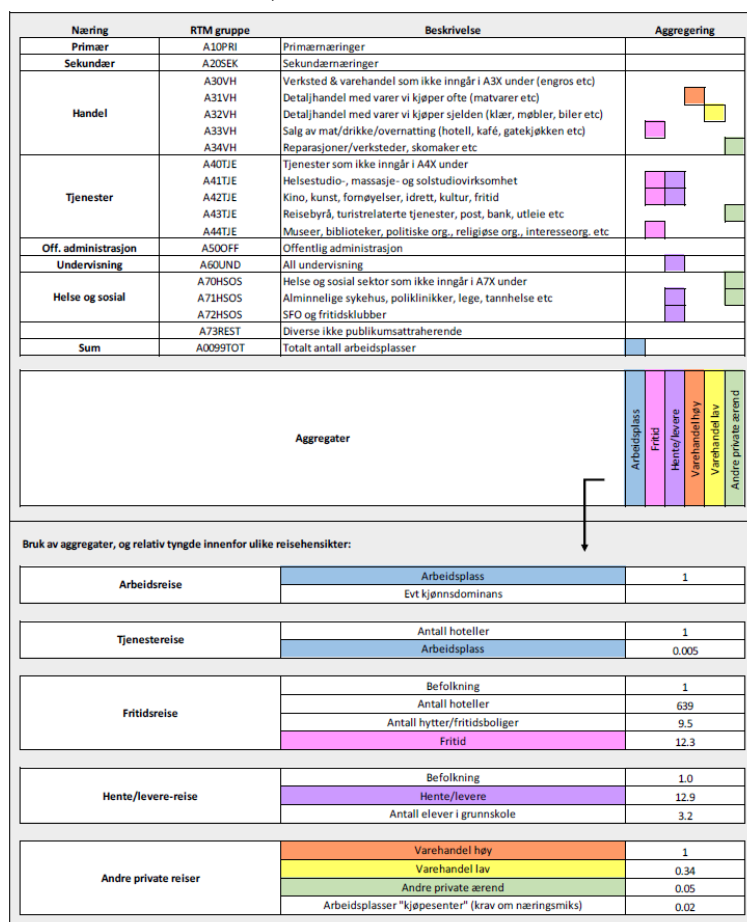 Næring RTM gruppe Beskrivelse Aggregering
Primær A10PRI Primærnæringer
Sekundær A20SEK Sekundærnæringer
A30VH Verksted & varehandel som ikke inngår i A3X under (engros etc)
A31VH Detaljhandel med varer vi kjøper ofte (matvarer etc)
Handel A32VH Detaljhandel med varer vi kjøper sjelden (klær, møbler, biler etc)
A33VH Salg av mat/drikke/overnatting (hotell, kafé, gatekjøkken etc)
A34VH Reparasjoner/verksteder, skomaker etc
A40TJE Tjenester som ikke inngår i A4X under
A41TJE Helsestudio-, massasje- og solstudiovirksomhet
Tjenester A42TJE Kino, kunst, fornøyelser, idrett, kultur, fritid
A43TJE Reisebyrå, turistrelaterte tjenester, post, bank, utleie etc
A44TJE Museer, biblioteker, politiske org., religiøse org., interesseorg. etc
Off. administrasjon A50OFF Offentlig administrasjon
Undervisning A60UND All undervisning
A70HSOS Helse og sosial sektor som ikke inngår i A7X under
Helse og sosial A71HSOS Alminnelige sykehus, poliklinikker, lege, tannhelse etc
A72HSOS SFO og fritidsklubber
A73REST Diverse ikke publikumsattraherende
Sum A0099TOT Totalt antall arbeidsplasser
Aggregater
Arbeidsplass
Fritid
Hente/levere
Varehandel høy
Varehandel lav
Andre private ærend
Bruk av aggregater, og relativ tyngde innenfor ulike reisehensikter:
Arbeidsreise
Arbeidsplass 1
Evt kjønnsdominans
Tjenestereise
Antall hoteller 1
Arbeidsplass 0.005
Fritidsreise
Befolkning 1
Antall hoteller 639
Antall hytter/fritidsboliger 9.5
Fritid 12.3
Hente/levere-reise
Befolkning 1.0
Hente/levere 12.9
Antall elever i grunnskole 3.2
Andre private reiser
Varehandel høy 1
Varehandel lav 0.34
Andre private ærend 0.05
Arbeidsplasser "kjøpesenter" (krav om næringsmiks) 0.02